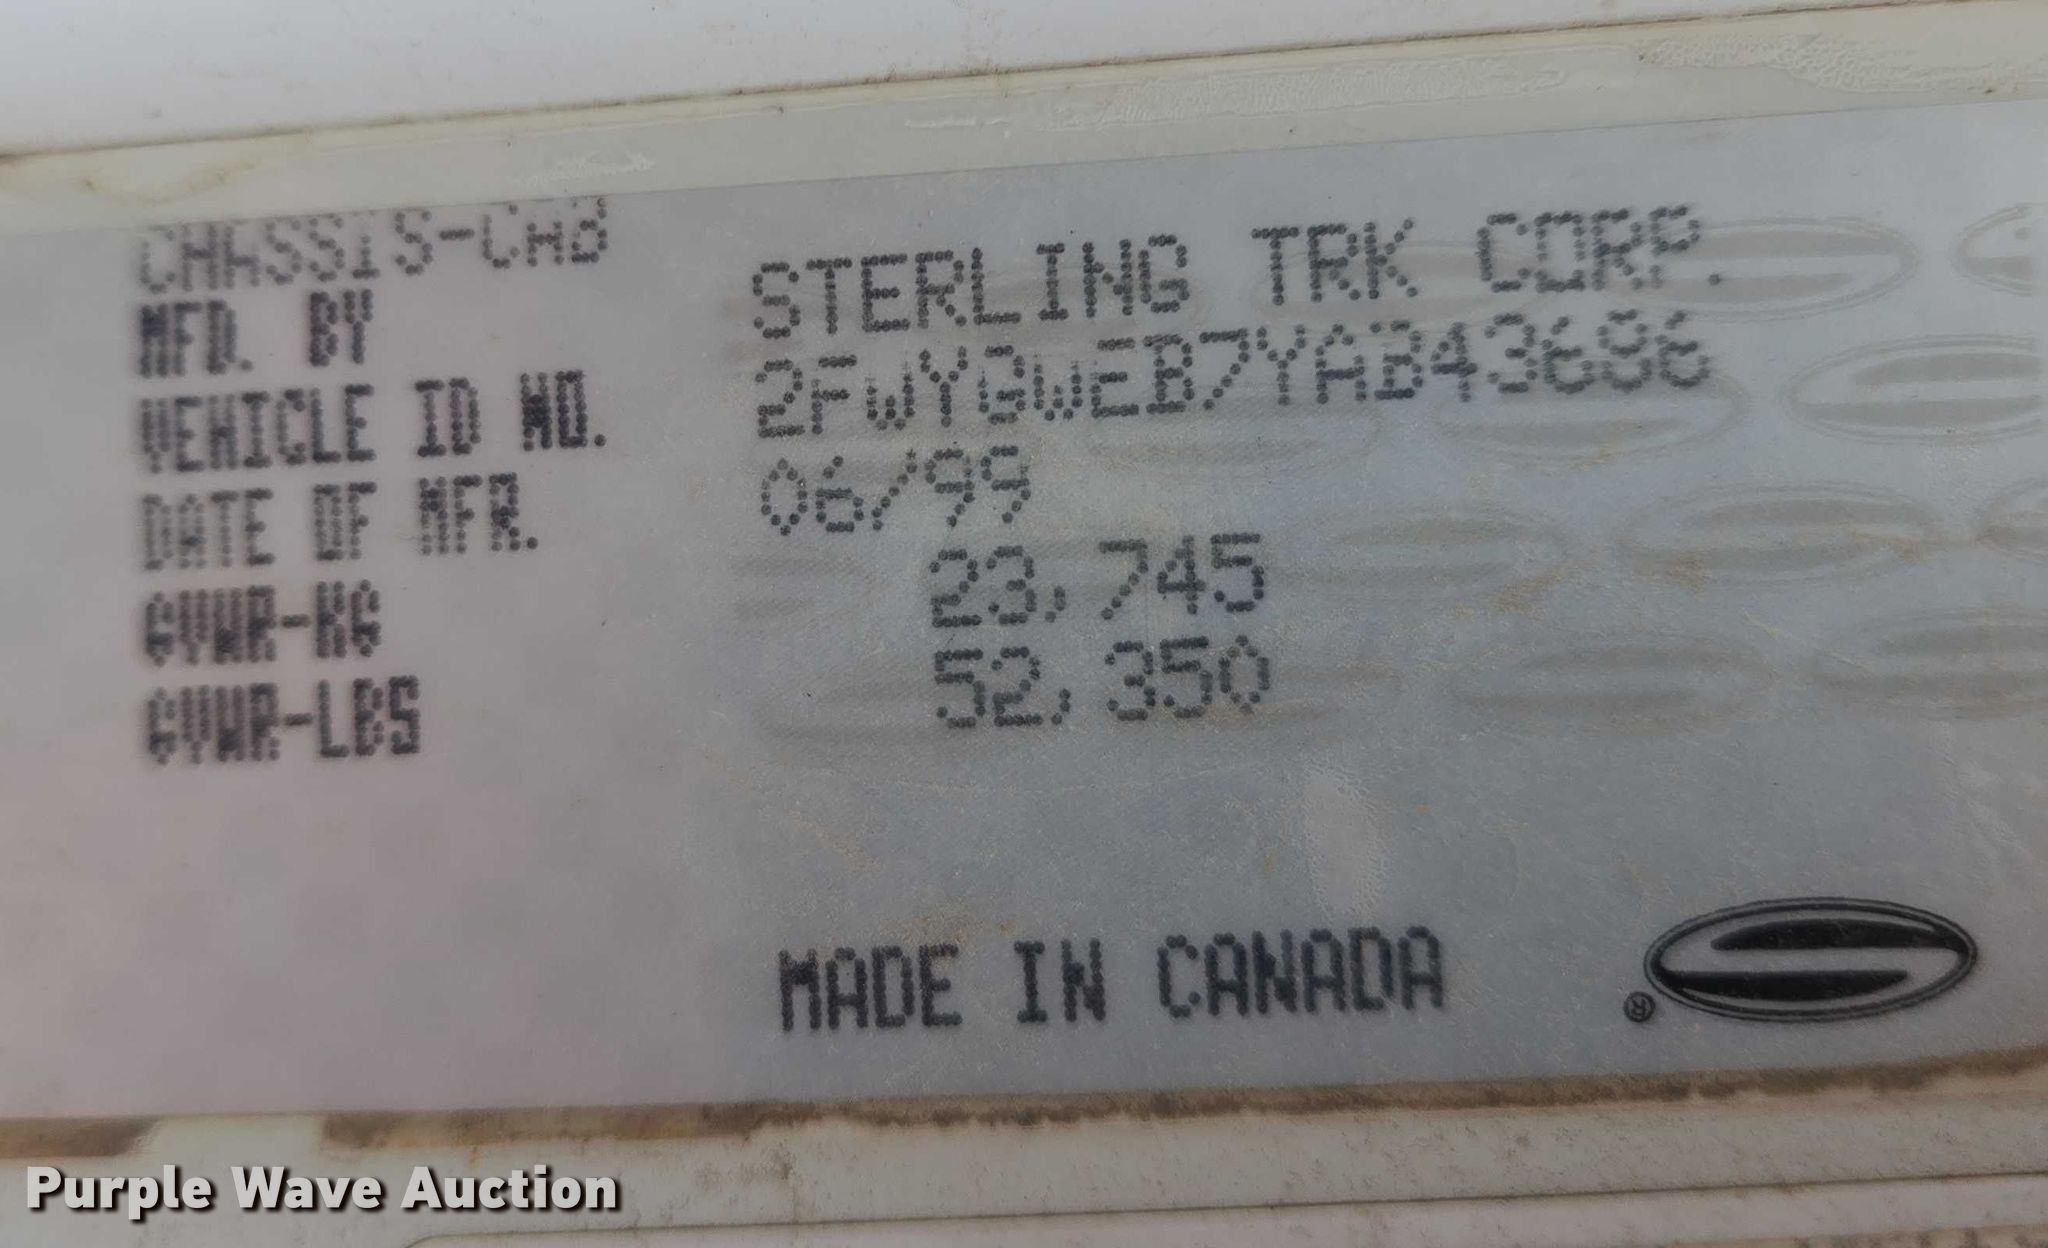 CHASSIS-CAB
MFD. BY STERLING TRK CORP.
VEHICLE ID NO. 2FWYGWEB7YAB43686
DATE OF MFR. 06/99
GVWR-KG 23,745
GVWR-LBS 52,350
MADE IN CANADA
®
Purple Wave Auction